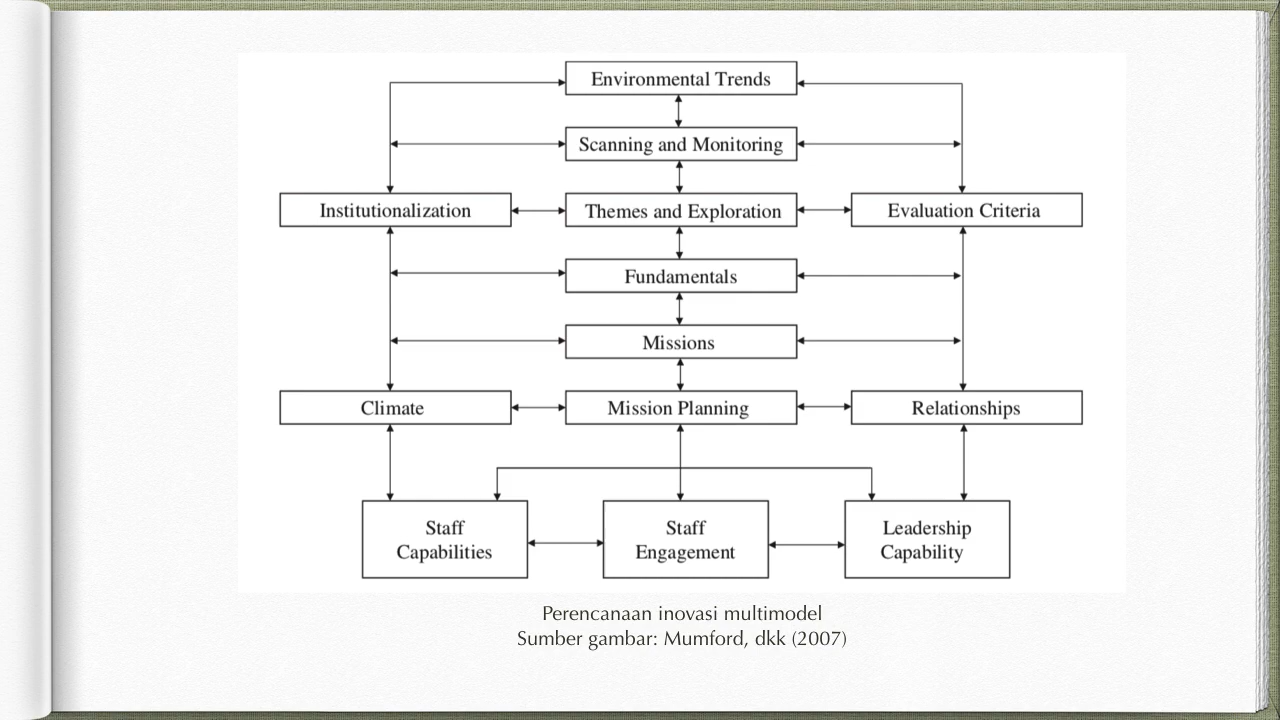 Environmental Trends
Scanning and Monitoring
Institutionalization
Themes and Exploration
Evaluation Criteria
Fundamentals
Missions
Climate
Mission Planning
Relationships
Staff
Capabilities
Staff
Engagement
Leadership
Capability
Perencanaan inovasi multimodel
Sumber gambar: Mumford, dkk (2007)